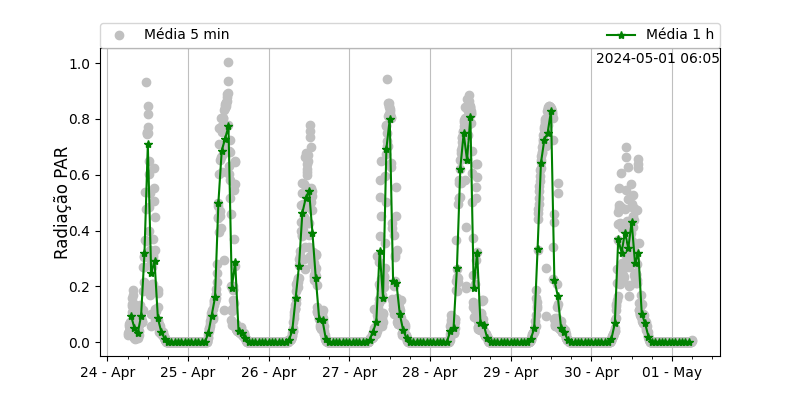 Média 5 min
Média 1 h
2024-05-01 06:05
Radiação PAR
1.0
0.8
0.6
0.4
0.2
0.0
24 - Apr
25 - Apr
26 - Apr
27 - Apr
28 - Apr
29 - Apr
30 - Apr
01 - May